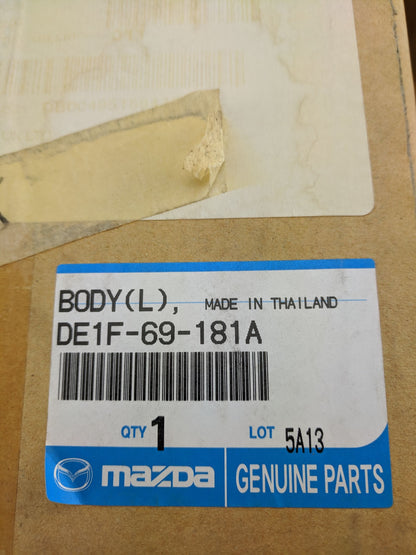 BODY(L), MADE IN THAILAND
DE1F-69-181A
QTY 1 LOT 5A13
mazda GENUINE PARTS